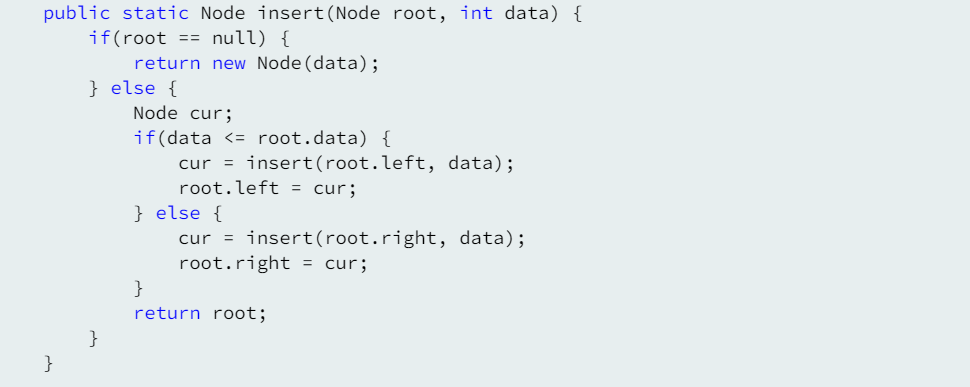 public static Node insert(Node root, int data) {
    if(root == null) {
        return new Node(data);
    } else {
        Node cur;
        if(data <= root.data) {
            cur = insert(root.left, data);
            root.left = cur;
        } else {
            cur = insert(root.right, data);
            root.right = cur;
        }
        return root;
    }
}